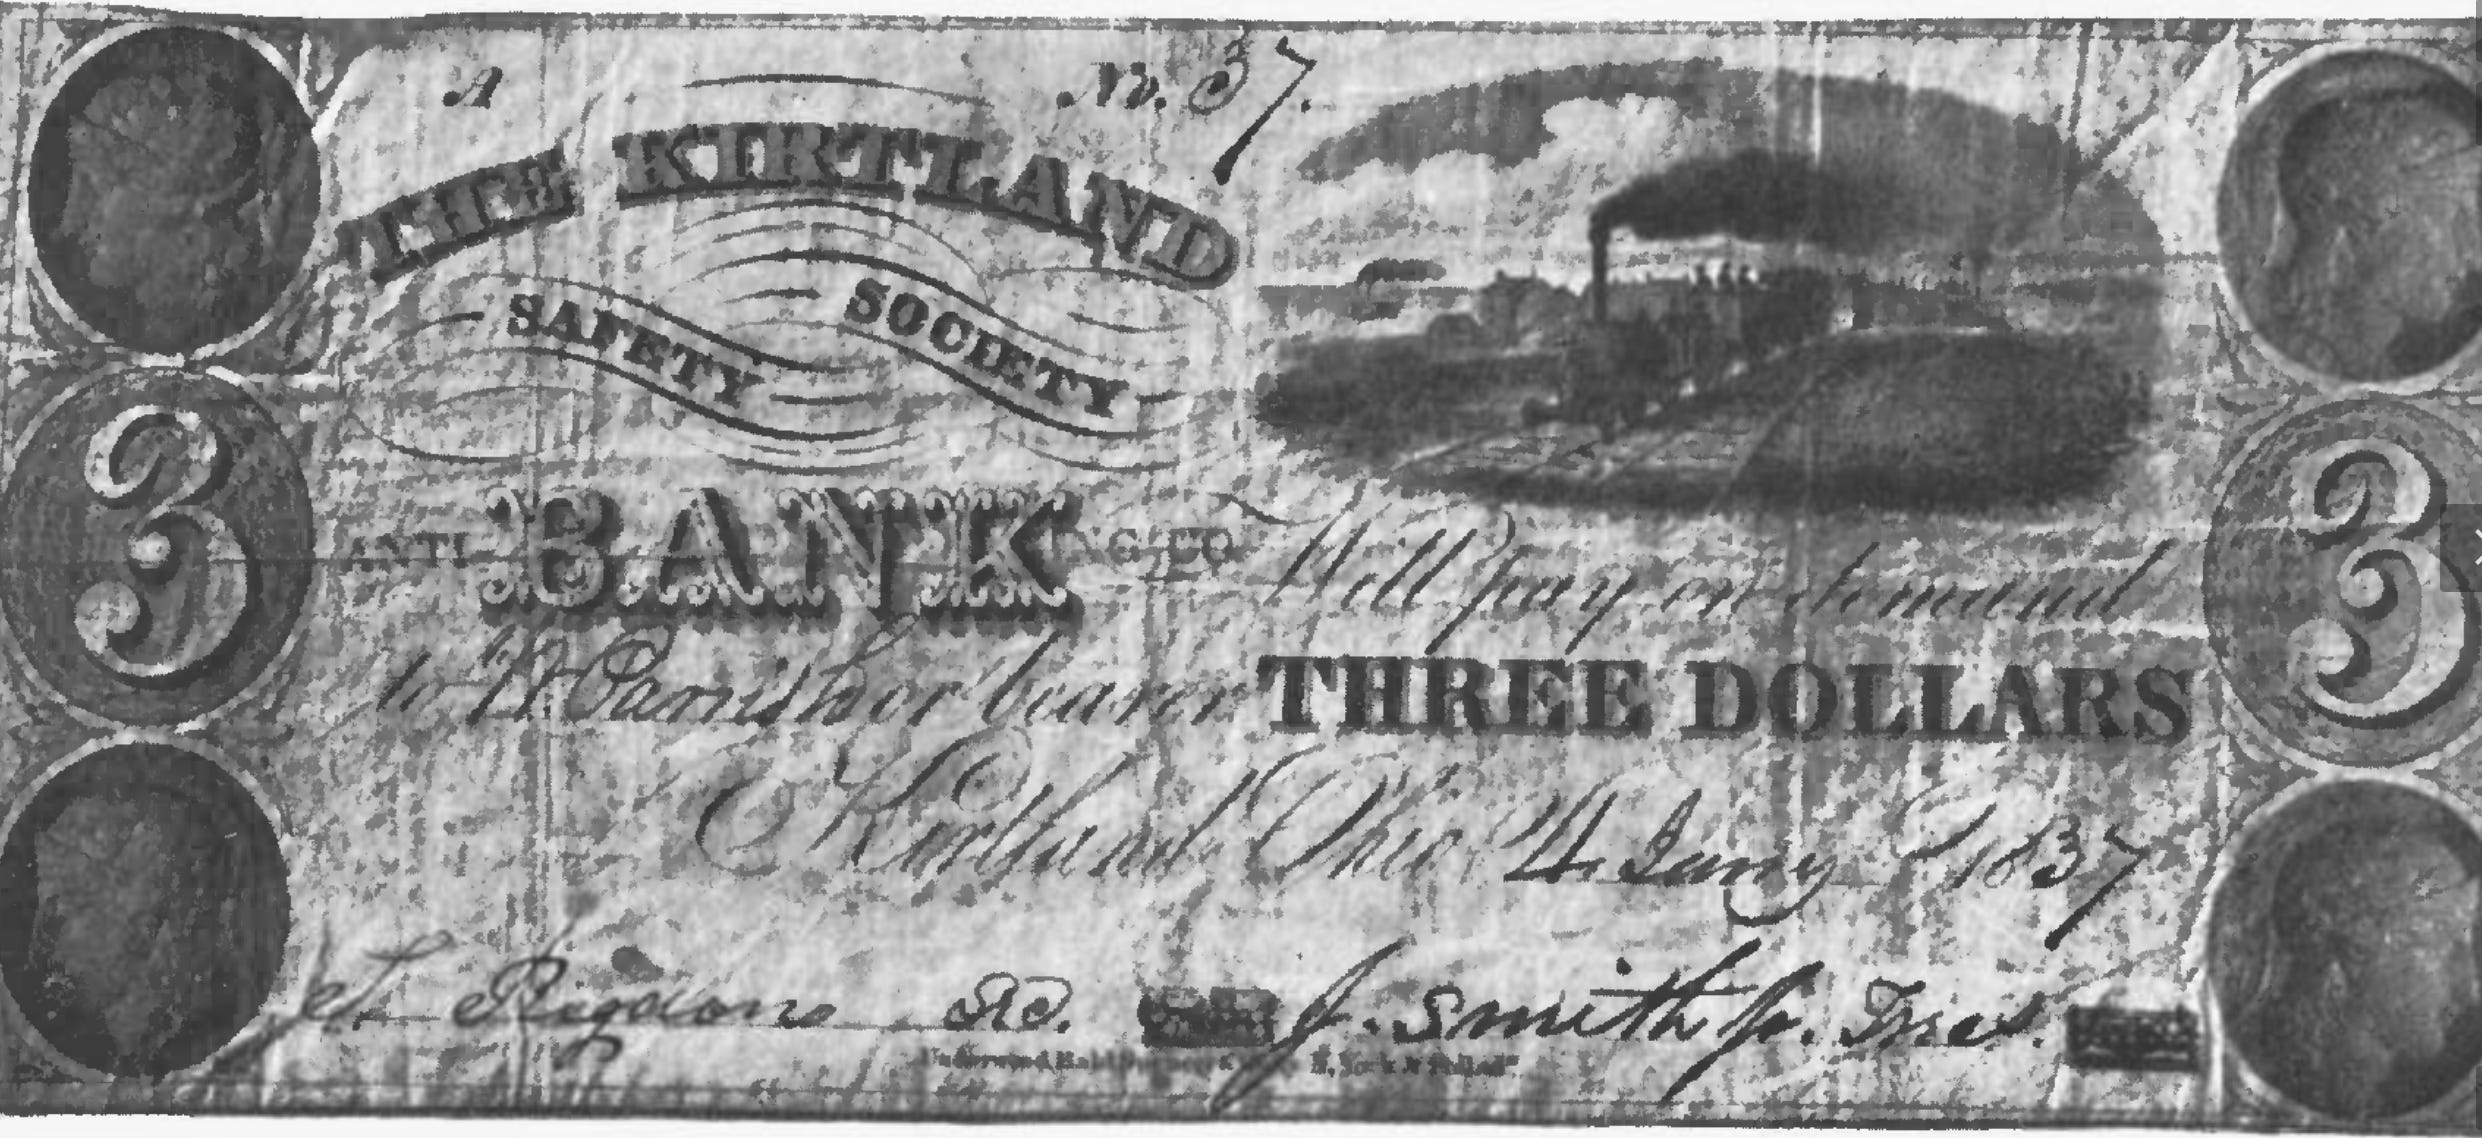 A No. 37.
THE KIRTLAND
SAFETY SOCIETY
ANTI- BANK ING CO.
Will pay on demand
to W Parrish or bearer THREE DOLLARS
Kirtland, Ohio, 4 Jany 1837
3
3
S Rigdon J. Smith jr. Tres.
Underwood